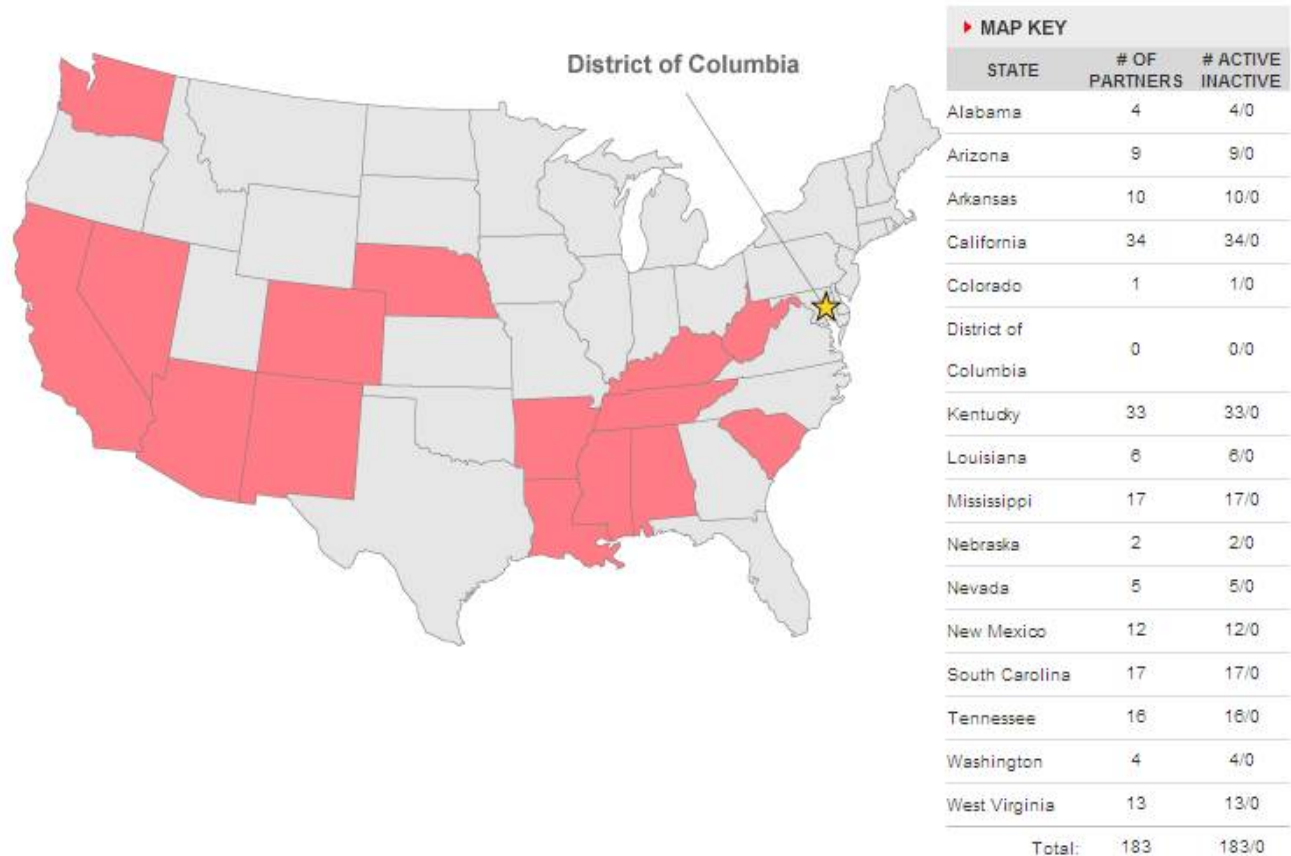 District of Columbia
MAP KEY
STATE # OF PARTNERS # ACTIVE INACTIVE
Alabama 4 4/0
Arizona 9 9/0
Arkansas 10 10/0
California 34 34/0
Colorado 1 1/0
District of Columbia 0 0/0
Kentucky 33 33/0
Louisiana 6 6/0
Mississippi 17 17/0
Nebraska 2 2/0
Nevada 5 5/0
New Mexico 12 12/0
South Carolina 17 17/0
Tennessee 16 16/0
Washington 4 4/0
West Virginia 13 13/0
Total: 183 183/0